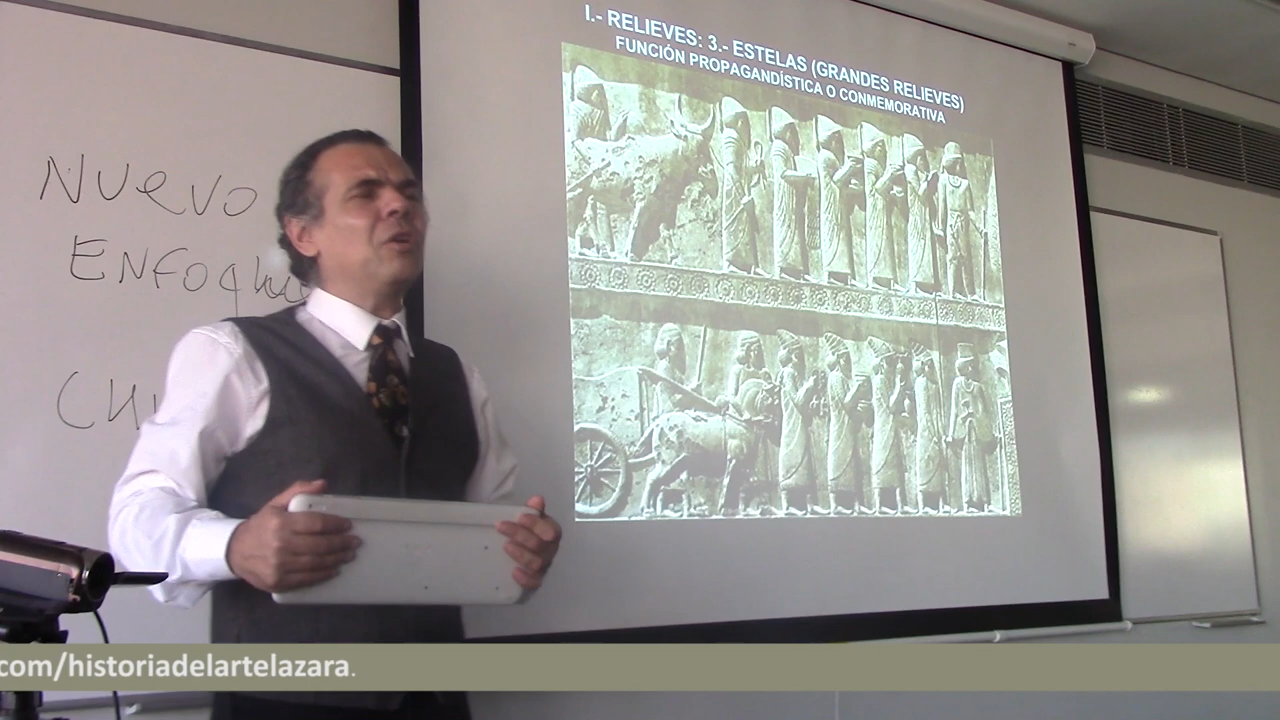 I.- RELIEVES: 3.- ESTELAS (GRANDES RELIEVES)
FUNCIÓN PROPAGANDÍSTICA O CONMEMORATIVA
NUEVO
ENFOQUE
com/historiadelartelazara.